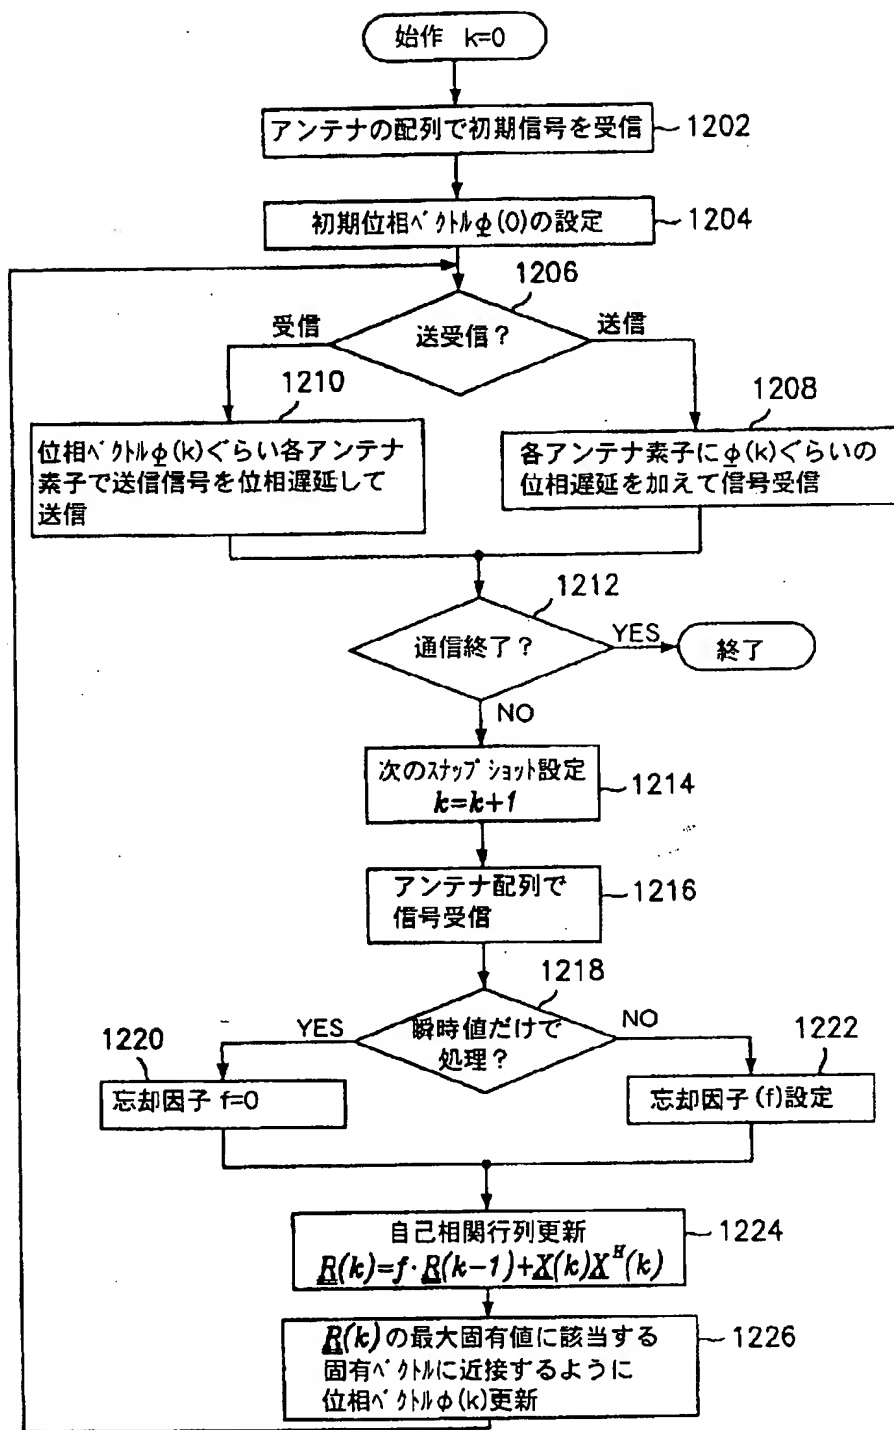 始作 k=0
アンテナの配列で初期信号を受信
1202
初期位相ベクトルφ(0)の設定
1204
1206
送受信?
受信
送信
1210
位相ベクトルφ(k)ぐらい各アンテナ
素子で送信信号を位相遅延して
送信
1208
各アンテナ素子にφ(k)ぐらいの
位相遅延を加えて信号受信
1212
通信終了?
YES
終了
NO
次のスナップショット設定
k=k+1
1214
アンテナ配列で
信号受信
1216
1218
瞬時値だけで
処理?
YES
NO
1220
忘却因子 f=0
1222
忘却因子(f)設定
自己相関行列更新
R(k)=f·R(k-1)+X(k)X^H(k)
1224
R(k)の最大固有値に該当する
固有ベクトルに近接するように
位相ベクトルφ(k)更新
1226